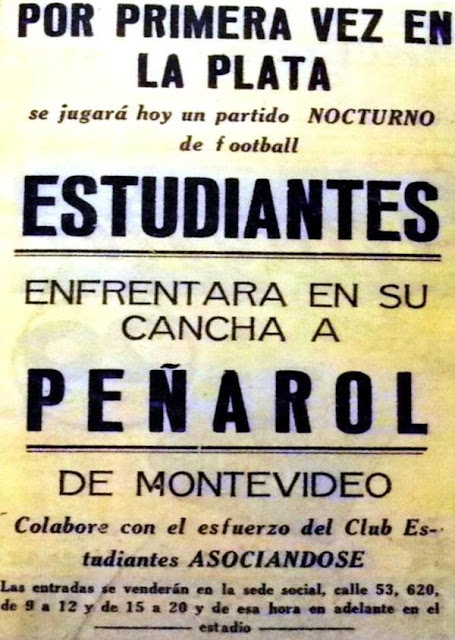 POR PRIMERA VEZ EN
LA PLATA
se jugará hoy un partido NOCTURNO
de football
ESTUDIANTES
ENFRENTARA EN SU
CANCHA A
PEÑAROL
DE MONTEVIDEO
Colabore con el esfuerzo del Club Es-
tudiantes ASOCIANDOSE
Las entradas se venderán en la sede social, calle 53, 620,
de 9 a 12 y de 15 a 20 y de esa hora en adelante en el
estadio